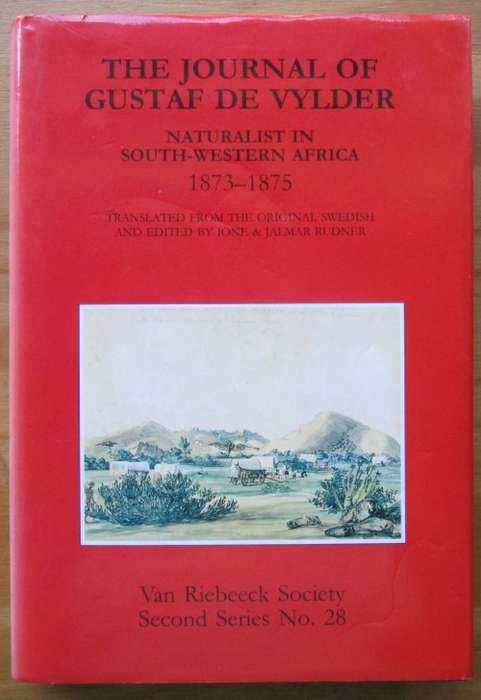 THE JOURNAL OF
GUSTAF DE VYLDER
NATURALIST IN
SOUTH-WESTERN AFRICA
1873–1875
TRANSLATED FROM THE ORIGINAL SWEDISH
AND EDITED BY IONE & JALMAR RUDNER
Van Riebeeck Society
Second Series No. 28